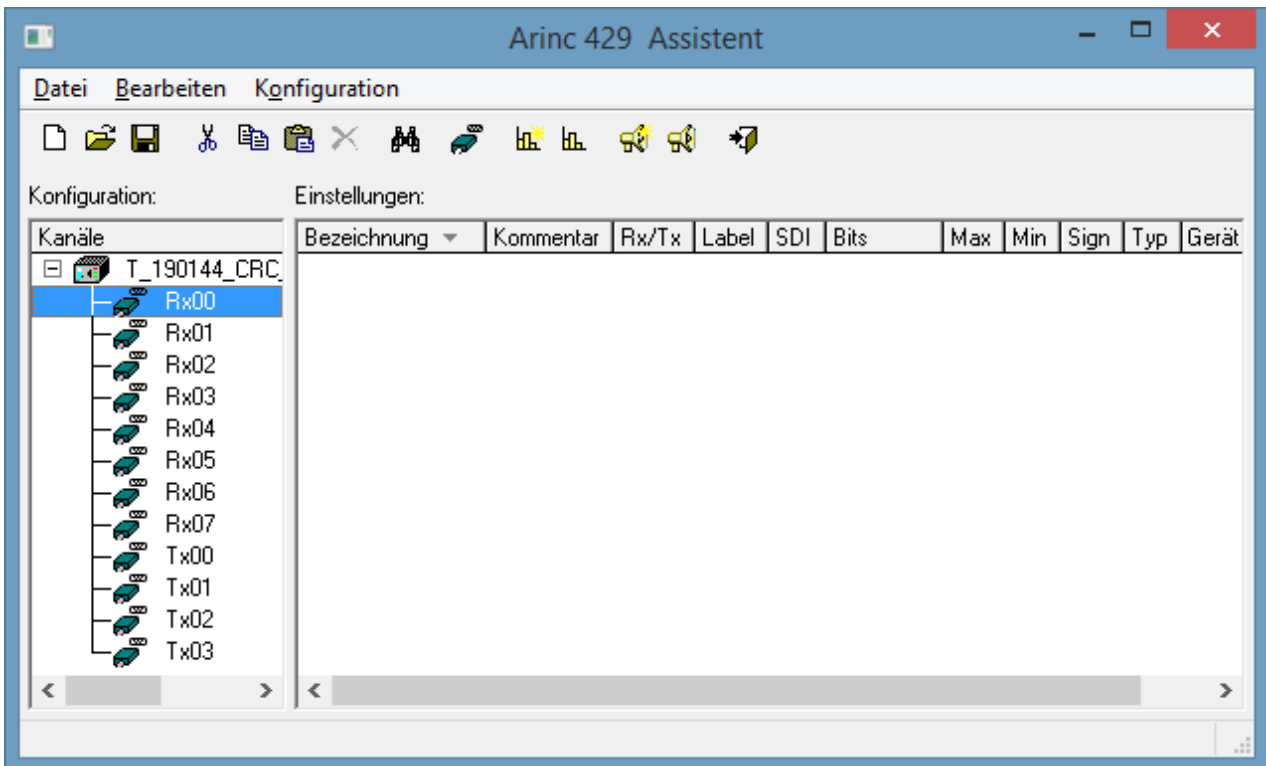 Arinc 429 Assistent
Datei Bearbeiten Konfiguration
Konfiguration: Einstellungen:
Kanäle Bezeichnung Kommentar Rx/Tx Label SDI Bits Max Min Sign Typ Gerät
T_190144_CRC_
Rx00
Rx01
Rx02
Rx03
Rx04
Rx05
Rx06
Rx07
Tx00
Tx01
Tx02
Tx03